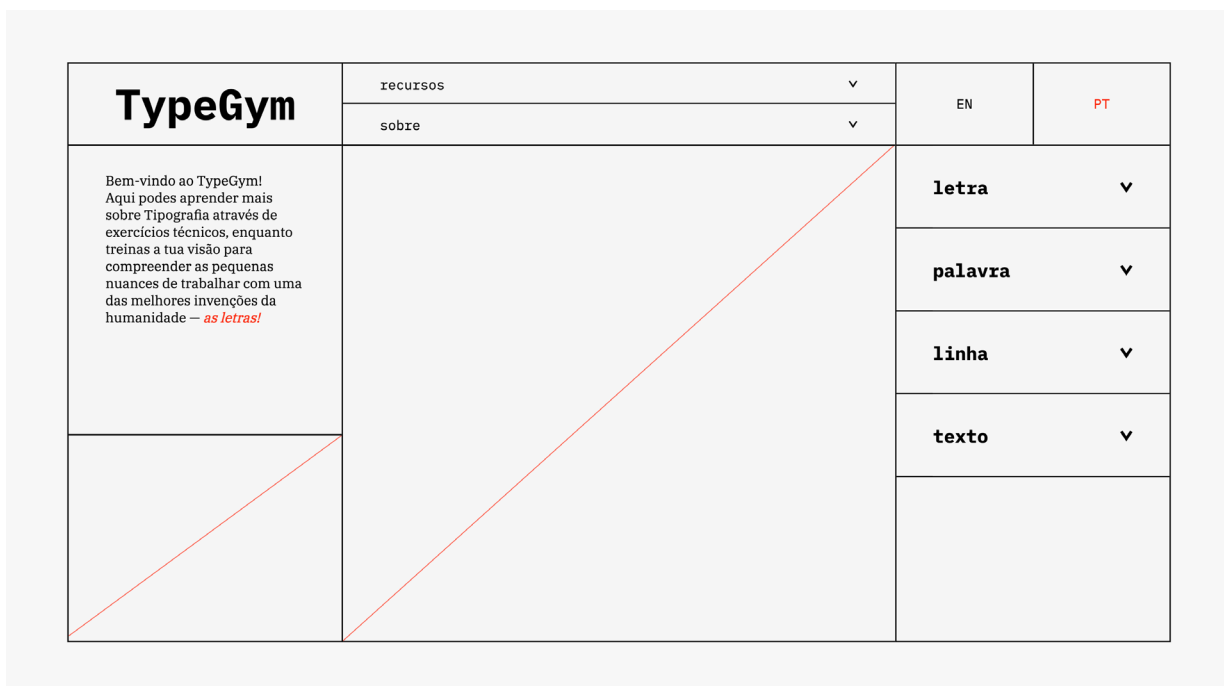 TypeGym
recursos
sobre
EN
PT
Bem-vindo ao TypeGym!
Aqui podes aprender mais
sobre Tipografia através de
exercícios técnicos, enquanto
treinas a tua visão para
compreender as pequenas
nuances de trabalhar com uma
das melhores invenções da
humanidade — as letras!
letra
palavra
linha
texto